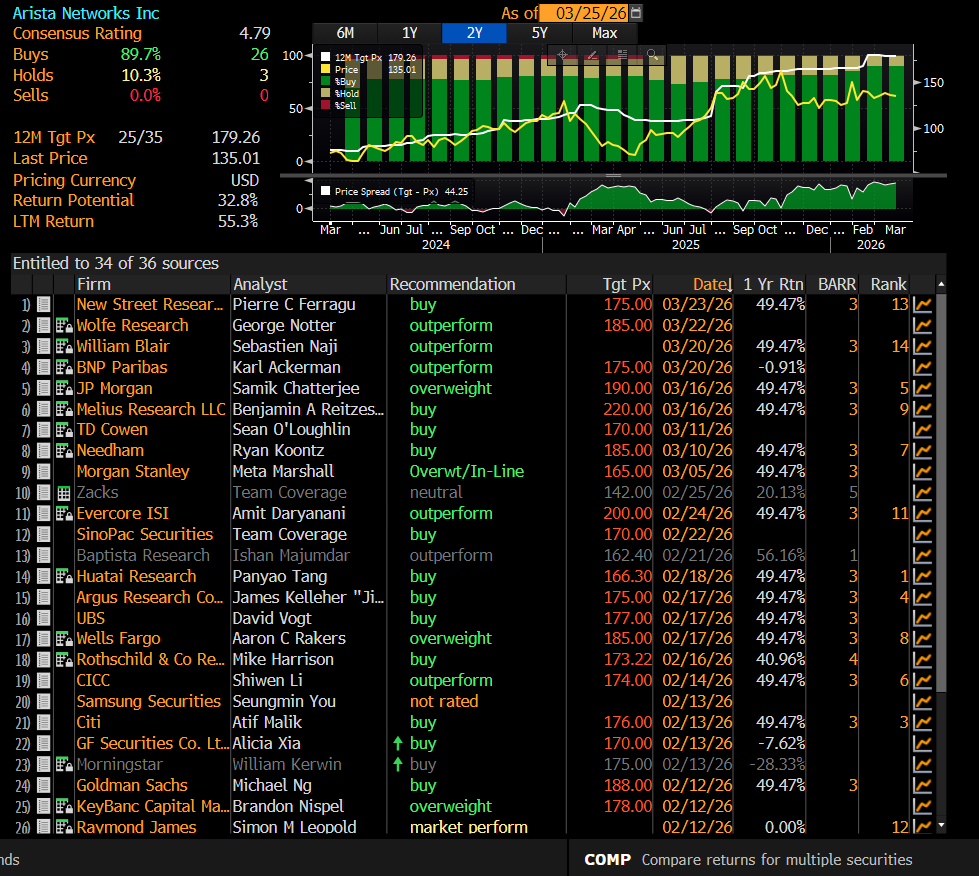 Arista Networks Inc
As of 03/25/26
Consensus Rating 4.79
Buys 89.7% 26
Holds 10.3% 3
Sells 0.0% 0
12M Tgt Px 25/35 179.26
Last Price 135.01
Pricing Currency USD
Return Potential 32.8%
LTM Return 55.3%
6M 1Y 2Y 5Y Max
12M Tgt Px 179.26
Price 135.01
%Buy
%Hold
%Sell
100
50
0
150
100
Price Spread (Tgt - Px) 44.25
0
Mar ... Jun Jul ... Sep Oct ... Dec ... Mar Apr ... Jun Jul ... Sep Oct ... Dec ... Feb Mar
2024 2025 2026
Entitled to 34 of 36 sources
Firm Analyst Recommendation Tgt Px Date↓ 1 Yr Rtn BARR Rank
1) New Street Resear... Pierre C Ferragu buy 175.00 03/23/26 49.47% 3 13
2) Wolfe Research George Notter outperform 185.00 03/22/26
3) William Blair Sebastien Naji outperform 03/20/26 49.47% 3 14
4) BNP Paribas Karl Ackerman outperform 175.00 03/20/26 -0.91%
5) JP Morgan Samik Chatterjee overweight 190.00 03/16/26 49.47% 3 5
6) Melius Research LLC Benjamin A Reitzes... buy 220.00 03/16/26 49.47% 3 9
7) TD Cowen Sean O'Loughlin buy 170.00 03/11/26
8) Needham Ryan Koontz buy 185.00 03/10/26 49.47% 3 7
9) Morgan Stanley Meta Marshall Overwt/In-Line 165.00 03/05/26 49.47% 3
10) Zacks Team Coverage neutral 142.00 02/25/26 20.13% 5
11) Evercore ISI Amit Daryanani outperform 200.00 02/24/26 49.47% 3 11
12) SinoPac Securities Team Coverage buy 170.00 02/22/26
13) Baptista Research Ishan Majumdar outperform 162.40 02/21/26 56.16% 1
14) Huatai Research Panyao Tang buy 166.30 02/18/26 49.47% 3 1
15) Argus Research Co... James Kelleher "Ji... buy 175.00 02/17/26 49.47% 3 4
16) UBS David Vogt buy 177.00 02/17/26 49.47% 3
17) Wells Fargo Aaron C Rakers overweight 185.00 02/17/26 49.47% 3 8
18) Rothschild & Co Re... Mike Harrison buy 173.22 02/16/26 40.96% 4
19) CICC Shiwen Li outperform 174.00 02/14/26 49.47% 3 6
20) Samsung Securities Seungmin You not rated 02/13/26
21) Citi Atif Malik buy 176.00 02/13/26 49.47% 3 3
22) GF Securities Co. Lt... Alicia Xia buy 170.00 02/13/26 -7.62%
23) Morningstar William Kerwin buy 175.00 02/13/26 -28.33%
24) Goldman Sachs Michael Ng buy 188.00 02/12/26 49.47% 3
25) KeyBanc Capital Ma... Brandon Nispel overweight 178.00 02/12/26
26) Raymond James Simon M Leopold market perform 02/12/26 0.00% 12
nds
COMP Compare returns for multiple securities